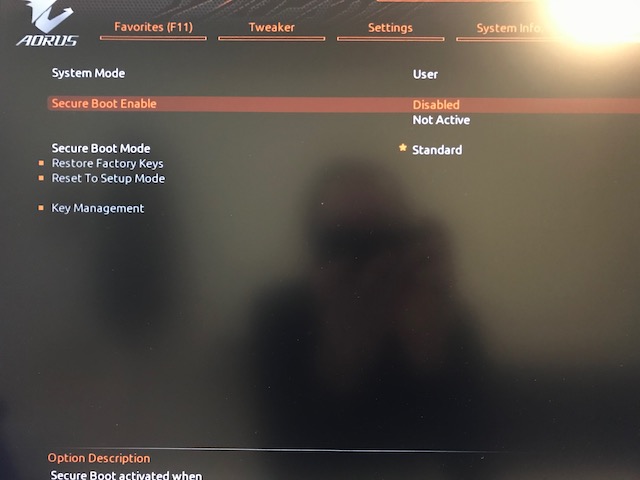 AORUS
Favorites (F11) Tweaker Settings System Info
System Mode User
Secure Boot Enable Disabled
Not Active
Secure Boot Mode Standard
Restore Factory Keys
Reset To Setup Mode
Key Management
Option Description
Secure Boot activated when